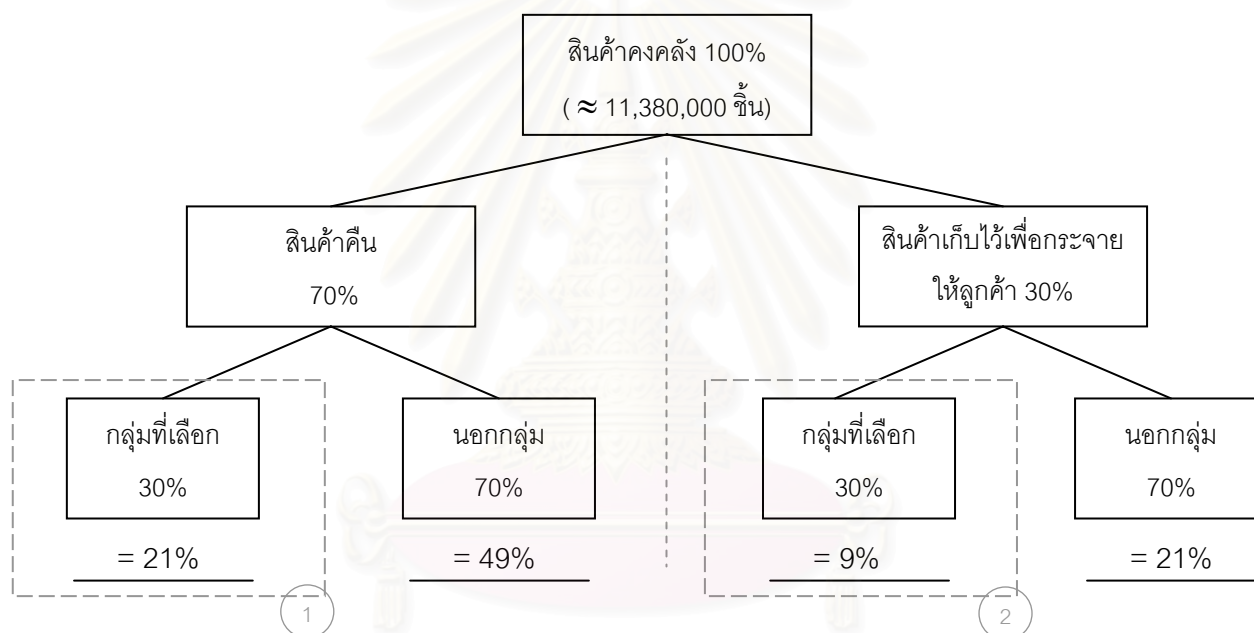 สินค้าคงคลัง 100%
( ≈ 11,380,000 ชิ้น)
สินค้าคืน
70%
สินค้าเก็บไว้เพื่อกระจาย
ให้ลูกค้า 30%
กลุ่มที่เลือก
30%
= 21%
นอกกลุ่ม
70%
= 49%
กลุ่มที่เลือก
30%
= 9%
นอกกลุ่ม
70%
= 21%
1
2